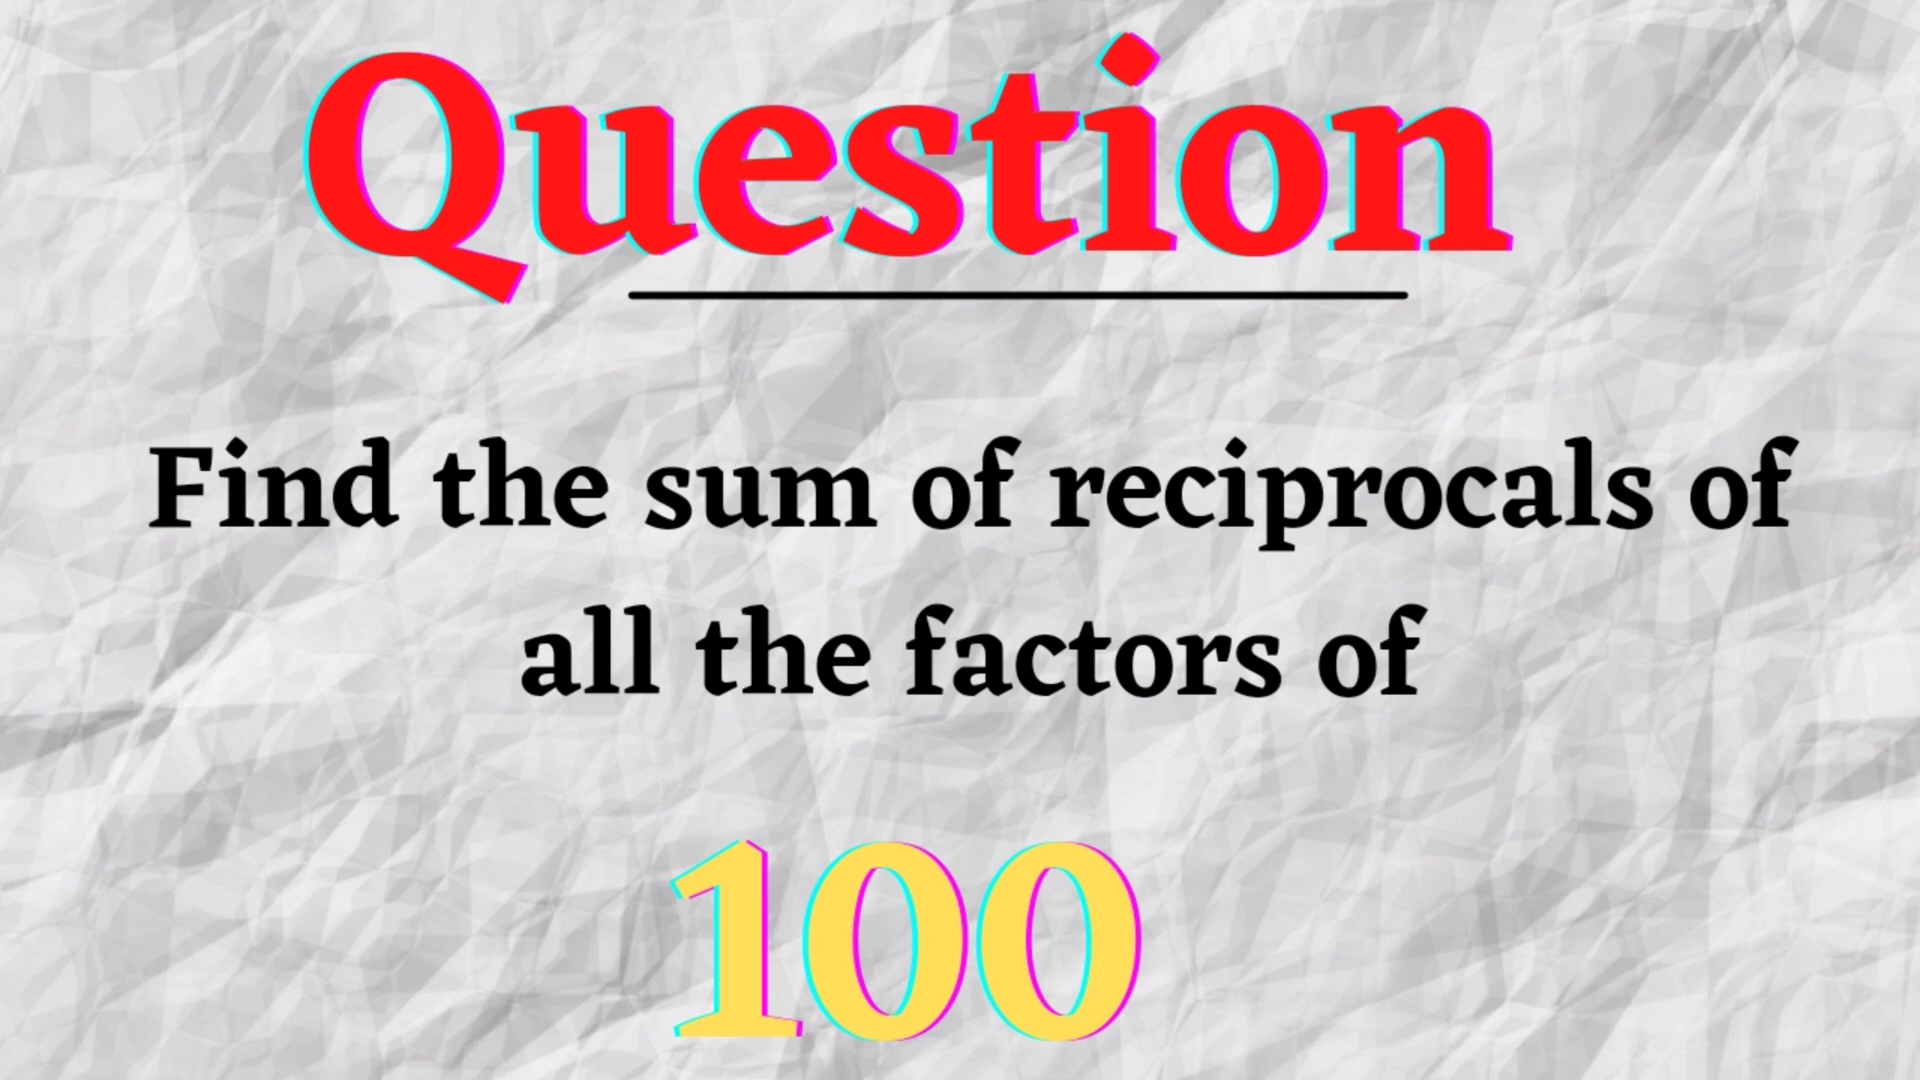 Question
Find the sum of reciprocals of
all the factors of
100